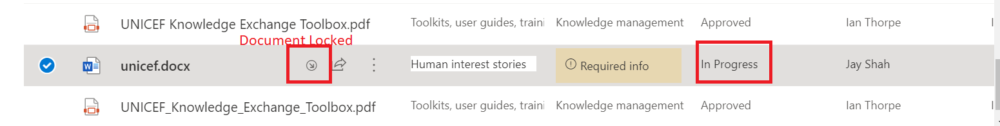 UNICEF Knowledge Exchange Toolbox.pdf Toolkits, user guides, traini Knowledge management Approved Ian Thorpe
Document Locked
unicef.docx Human interest stories Required info In Progress Jay Shah
UNICEF_Knowledge_Exchange_Toolbox.pdf Toolkits, user guides, traini Knowledge management Approved Ian Thorpe